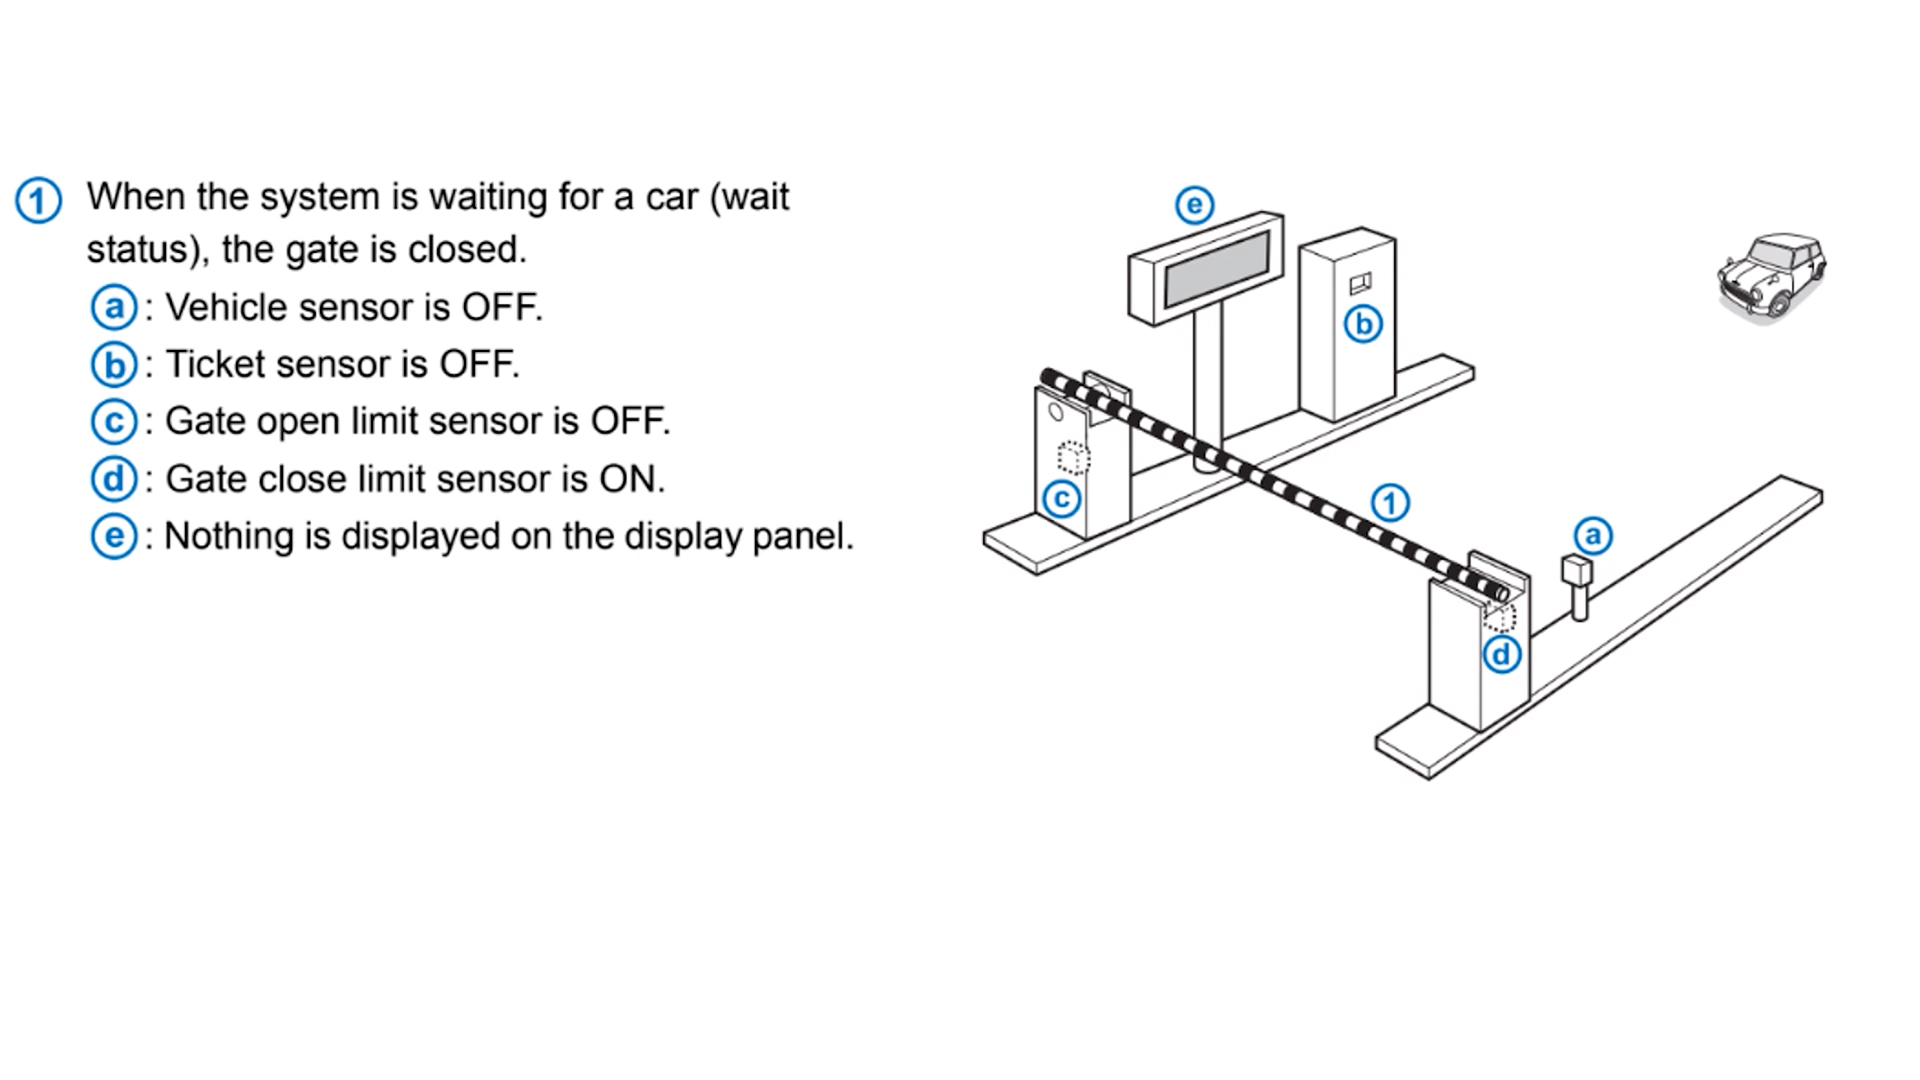 1 When the system is waiting for a car (wait
status), the gate is closed.
a : Vehicle sensor is OFF.
b : Ticket sensor is OFF.
c : Gate open limit sensor is OFF.
d : Gate close limit sensor is ON.
e : Nothing is displayed on the display panel.
e
b
c
1
a
d